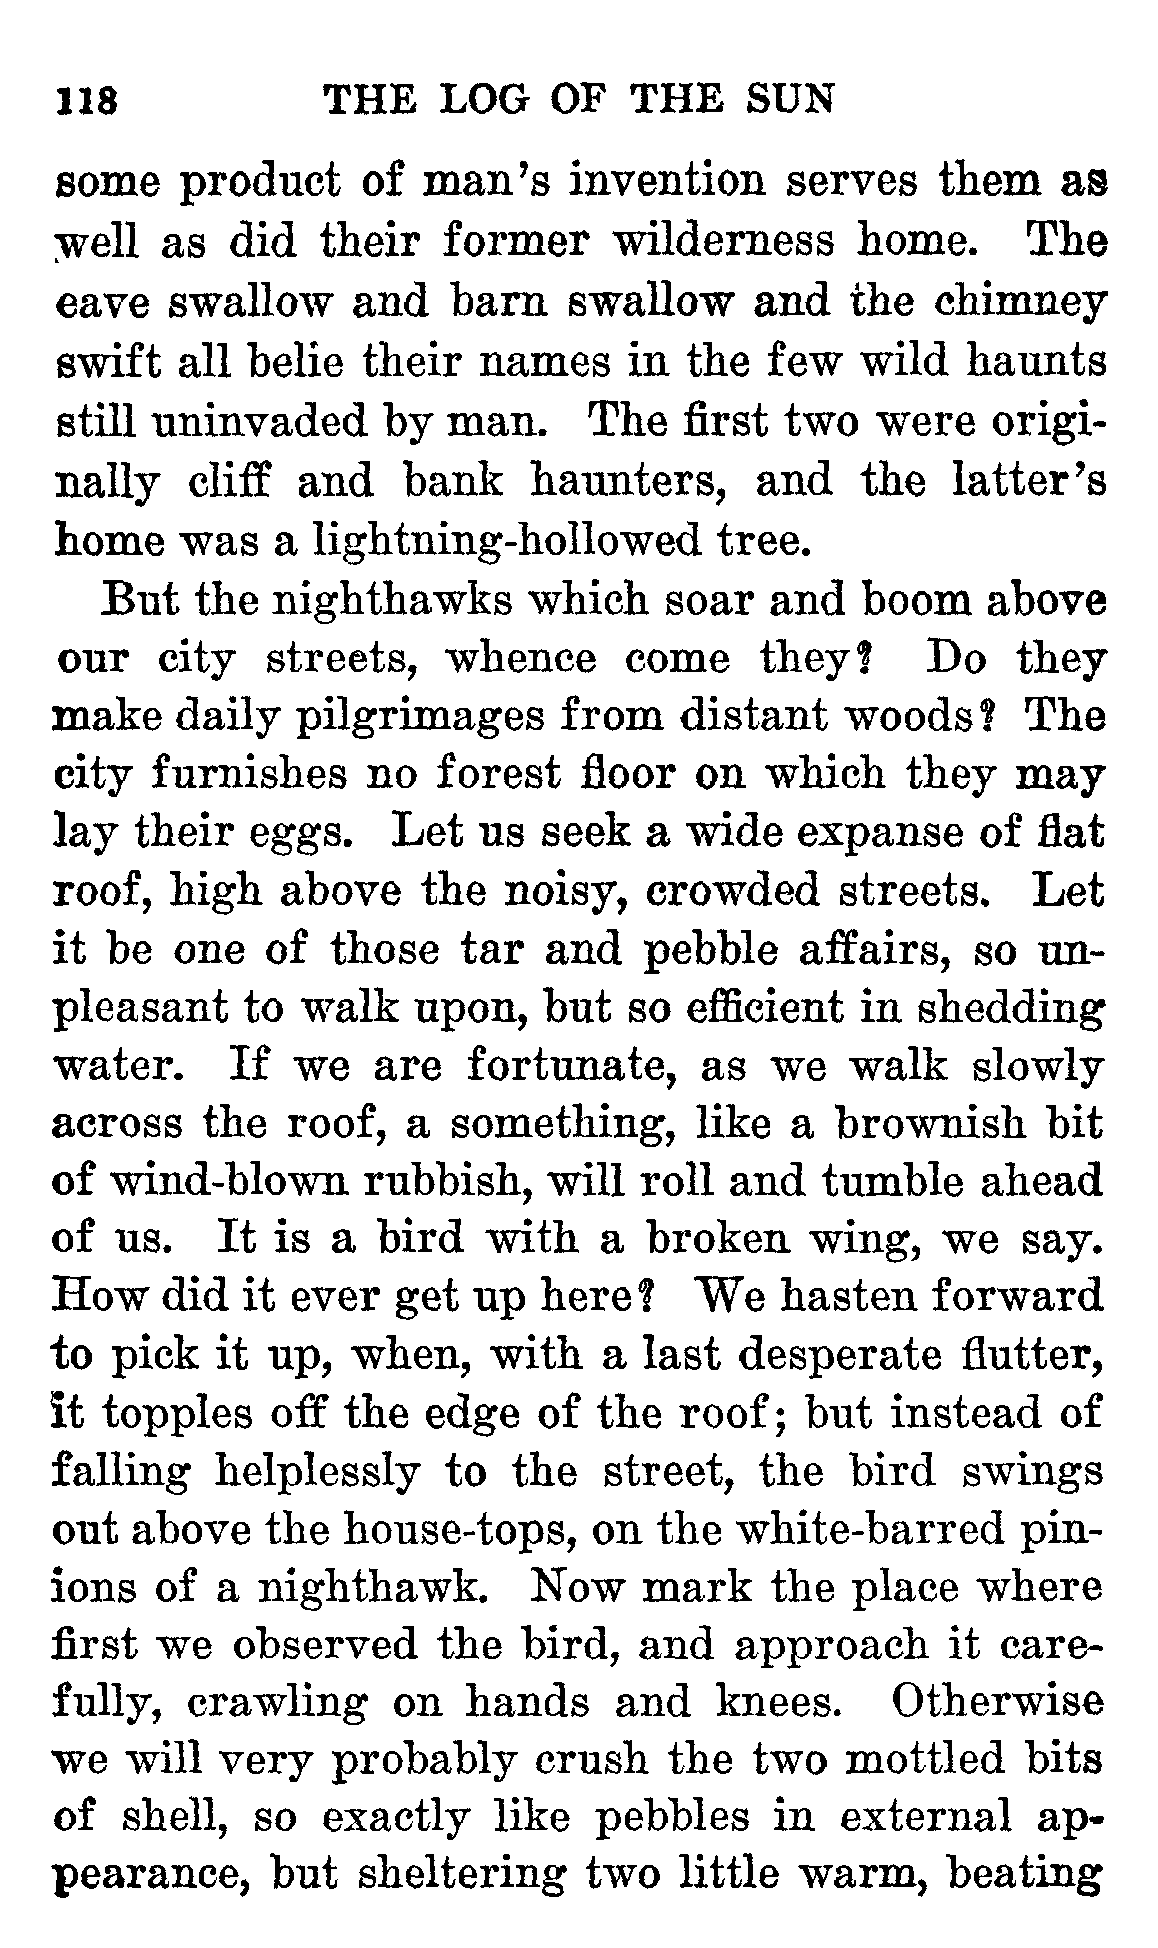 118 THE LOG OF THE SUN
some product of man's invention serves them as
well as did their former wilderness home. The
eave swallow and barn swallow and the chimney
swift all belie their names in the few wild haunts
still uninvaded by man. The first two were origi-
nally cliff and bank haunters, and the latter's
home was a lightning-hollowed tree.
But the nighthawks which soar and boom above
our city streets, whence come they? Do they
make daily pilgrimages from distant woods? The
city furnishes no forest floor on which they may
lay their eggs. Let us seek a wide expanse of flat
roof, high above the noisy, crowded streets. Let
it be one of those tar and pebble affairs, so un-
pleasant to walk upon, but so efficient in shedding
water. If we are fortunate, as we walk slowly
across the roof, a something, like a brownish bit
of wind-blown rubbish, will roll and tumble ahead
of us. It is a bird with a broken wing, we say.
How did it ever get up here? We hasten forward
to pick it up, when, with a last desperate flutter,
it topples off the edge of the roof; but instead of
falling helplessly to the street, the bird swings
out above the house-tops, on the white-barred pin-
ions of a nighthawk. Now mark the place where
first we observed the bird, and approach it care-
fully, crawling on hands and knees. Otherwise
we will very probably crush the two mottled bits
of shell, so exactly like pebbles in external ap-
pearance, but sheltering two little warm, beating